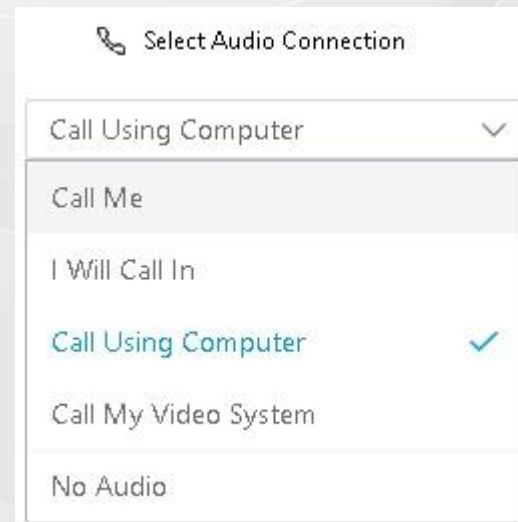 Select Audio Connection
Call Using Computer
Call Me
I Will Call In
Call Using Computer
Call My Video System
No Audio